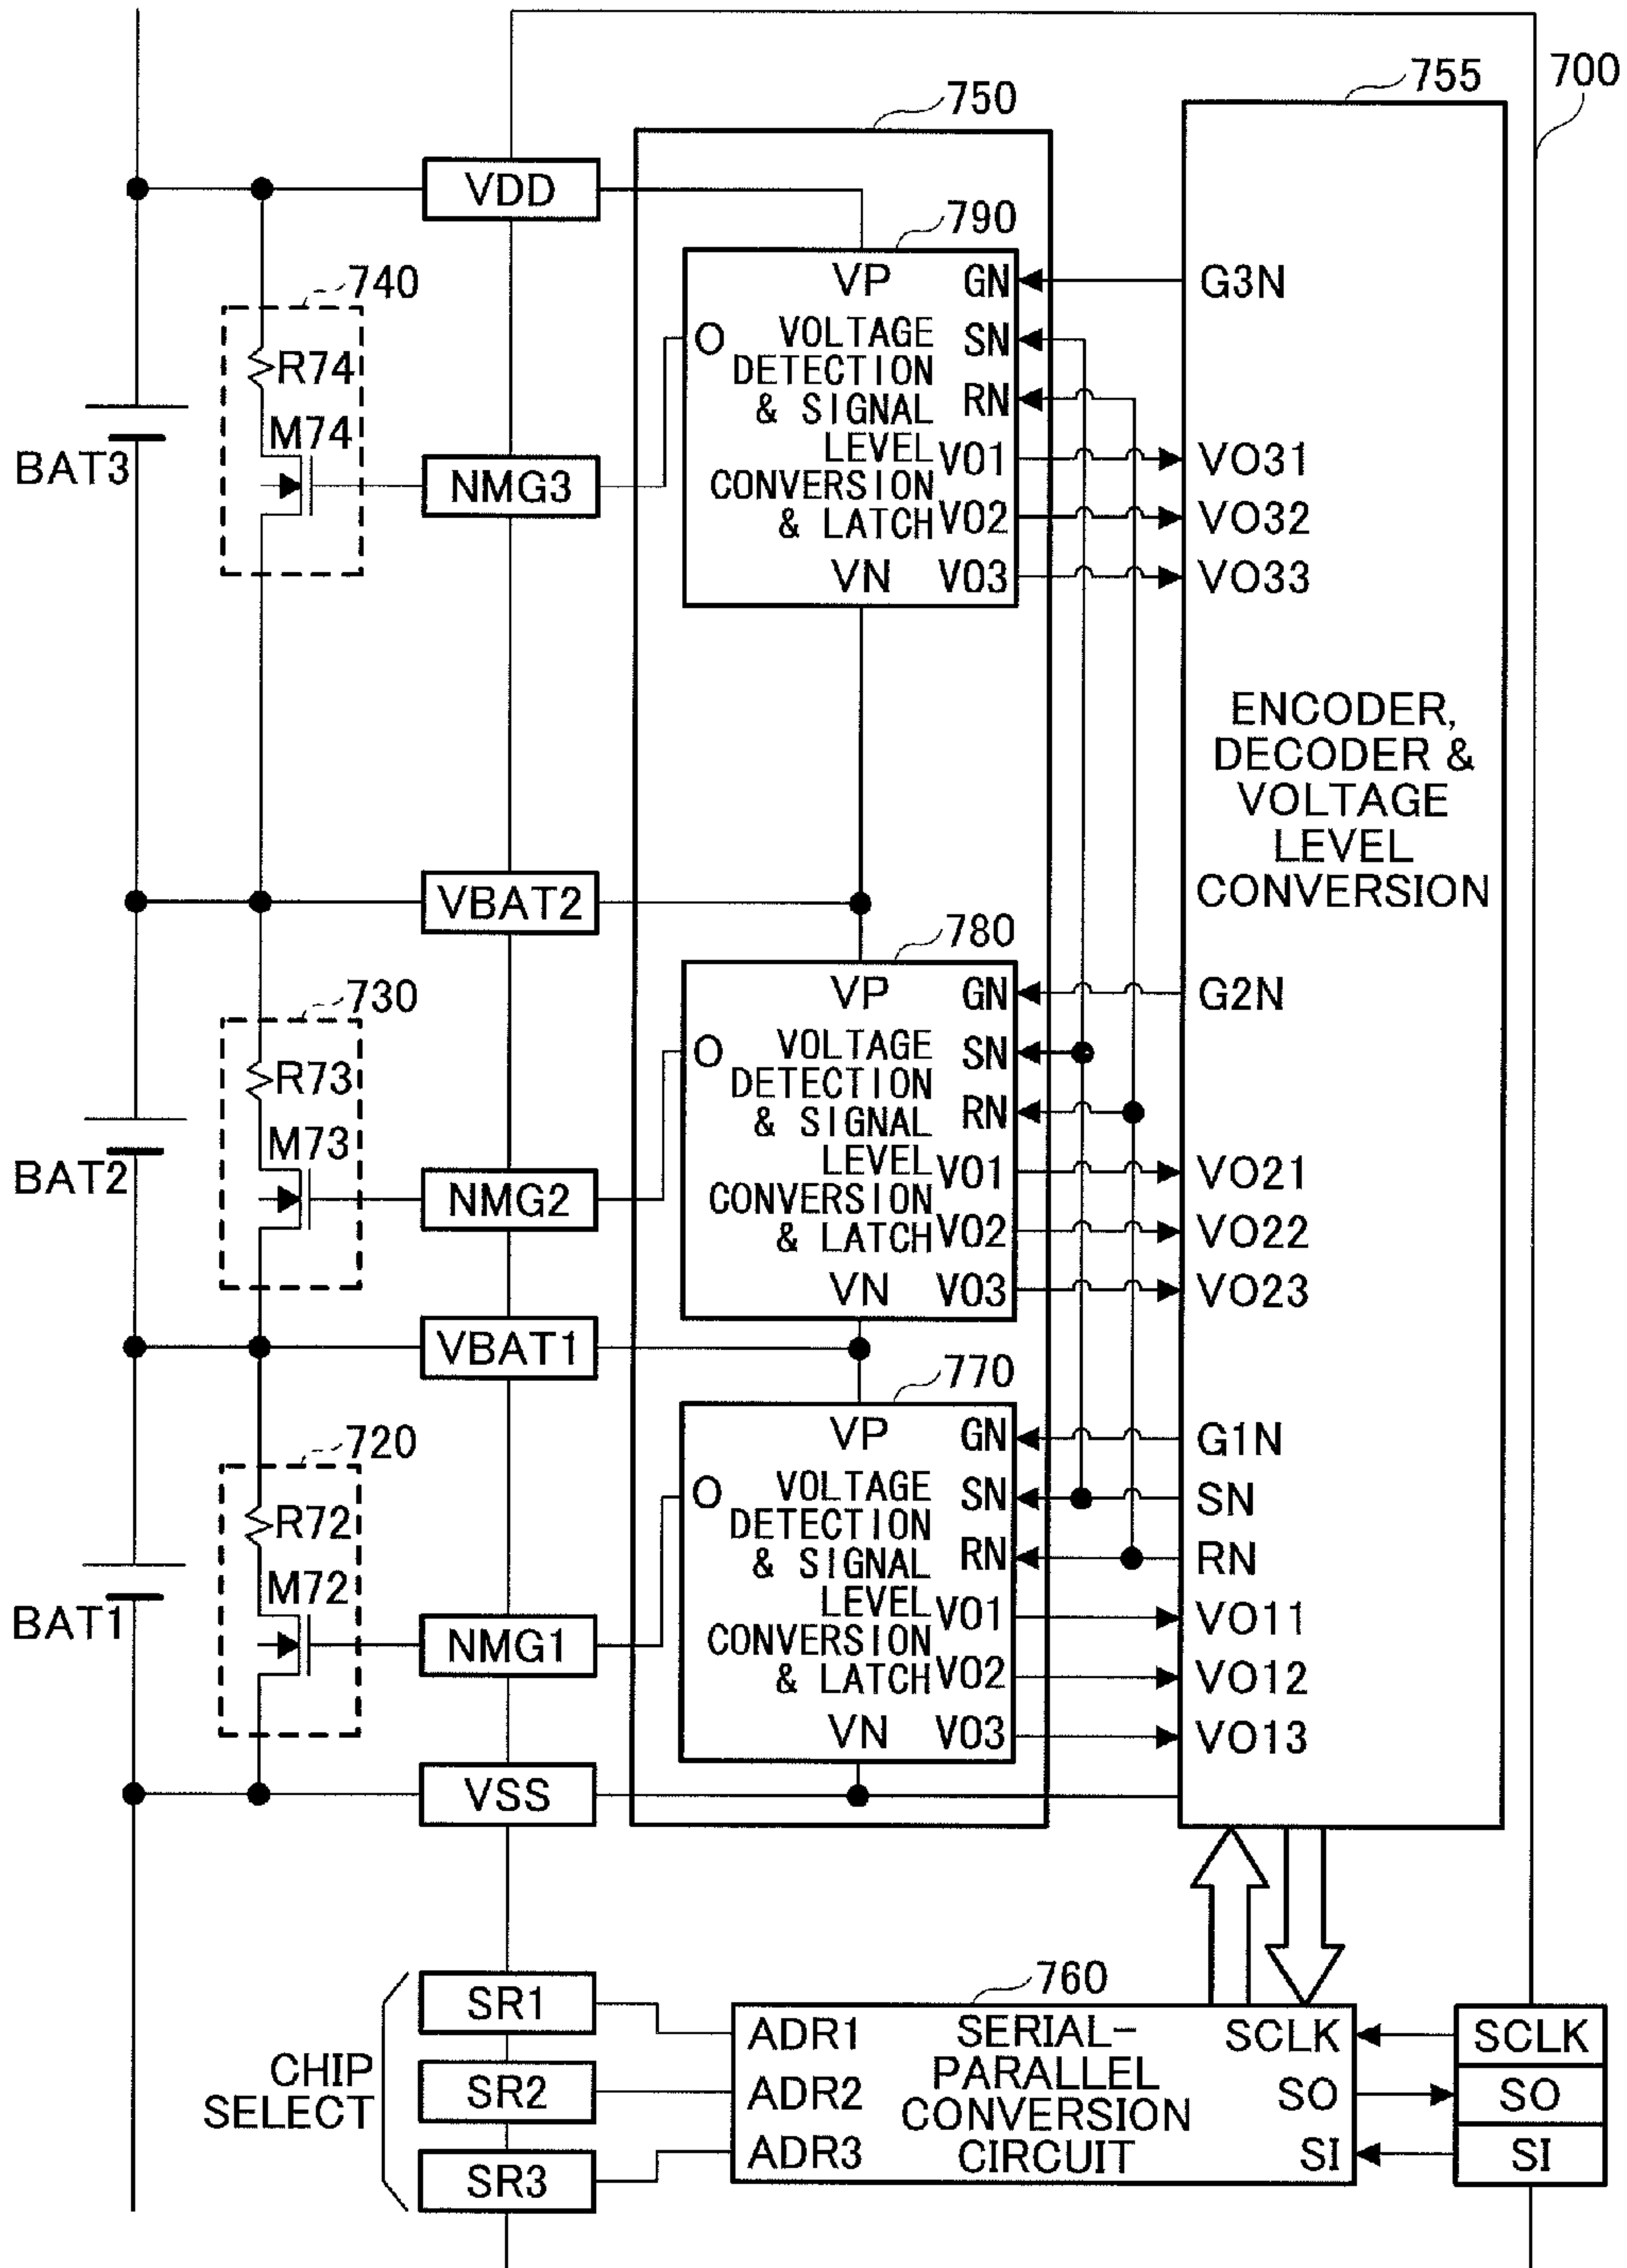 700
755
750
VDD
790
VP
GN
G3N
740
O
VOLTAGE
DETECTION
& SIGNAL
LEVEL
CONVERSION
& LATCH
SN
RN
R74
M74
BAT3
NMG3
VO1
VO31
VO2
VO32
VN
VO3
VO33
ENCODER,
DECODER &
VOLTAGE
LEVEL
CONVERSION
VBAT2
780
VP
GN
G2N
730
O
VOLTAGE
DETECTION
& SIGNAL
LEVEL
CONVERSION
& LATCH
SN
RN
R73
M73
BAT2
NMG2
VO1
VO21
VO2
VO22
VN
VO3
VO23
VBAT1
770
VP
GN
G1N
720
O
VOLTAGE
DETECTION
& SIGNAL
LEVEL
CONVERSION
& LATCH
SN
SN
RN
RN
R72
M72
BAT1
NMG1
VO1
VO11
VO2
VO12
VN
VO3
VO13
VSS
760
CHIP
SELECT
SR1
SR2
SR3
ADR1
ADR2
ADR3
SERIAL-
PARALLEL
CONVERSION
CIRCUIT
SCLK
SO
SI
SCLK
SO
SI